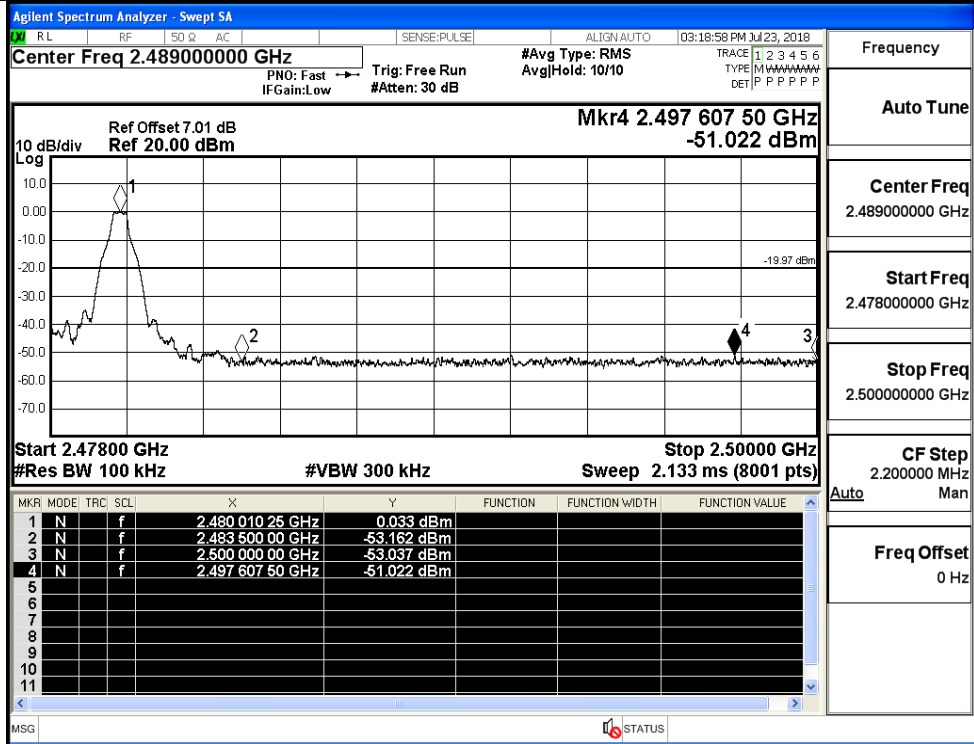 Agilent Spectrum Analyzer - Swept SA
LXI RL RF 50 Ω AC SENSE:PULSE ALIGN AUTO 03:18:58 PM Jul 23, 2018
Center Freq 2.489000000 GHz
PNO: Fast
IFGain:Low
Trig: Free Run
#Atten: 30 dB
#Avg Type: RMS
Avg|Hold: 10/10
TRACE 1 2 3 4 5 6
TYPE M WWWWW
DET P P P P P P
Mkr4 2.497 607 50 GHz
-51.022 dBm
Ref Offset 7.01 dB
10 dB/div Ref 20.00 dBm
Log
10.0
0.00
-10.0
-20.0
-30.0
-40.0
-50.0
-60.0
-70.0
1
2
3
4
-19.97 dBm
Start 2.47800 GHz Stop 2.50000 GHz
#Res BW 100 kHz #VBW 300 kHz Sweep 2.133 ms (8001 pts)
MKR MODE TRC SCL X Y FUNCTION FUNCTION WIDTH FUNCTION VALUE
1 N f 2.480 010 25 GHz 0.033 dBm
2 N f 2.483 500 00 GHz -53.162 dBm
3 N f 2.500 000 00 GHz -53.037 dBm
4 N f 2.497 607 50 GHz -51.022 dBm
5
6
7
8
9
10
11
MSG STATUS
Frequency
Auto Tune
Center Freq
2.489000000 GHz
Start Freq
2.478000000 GHz
Stop Freq
2.500000000 GHz
CF Step
2.200000 MHz
Auto Man
Freq Offset
0 Hz